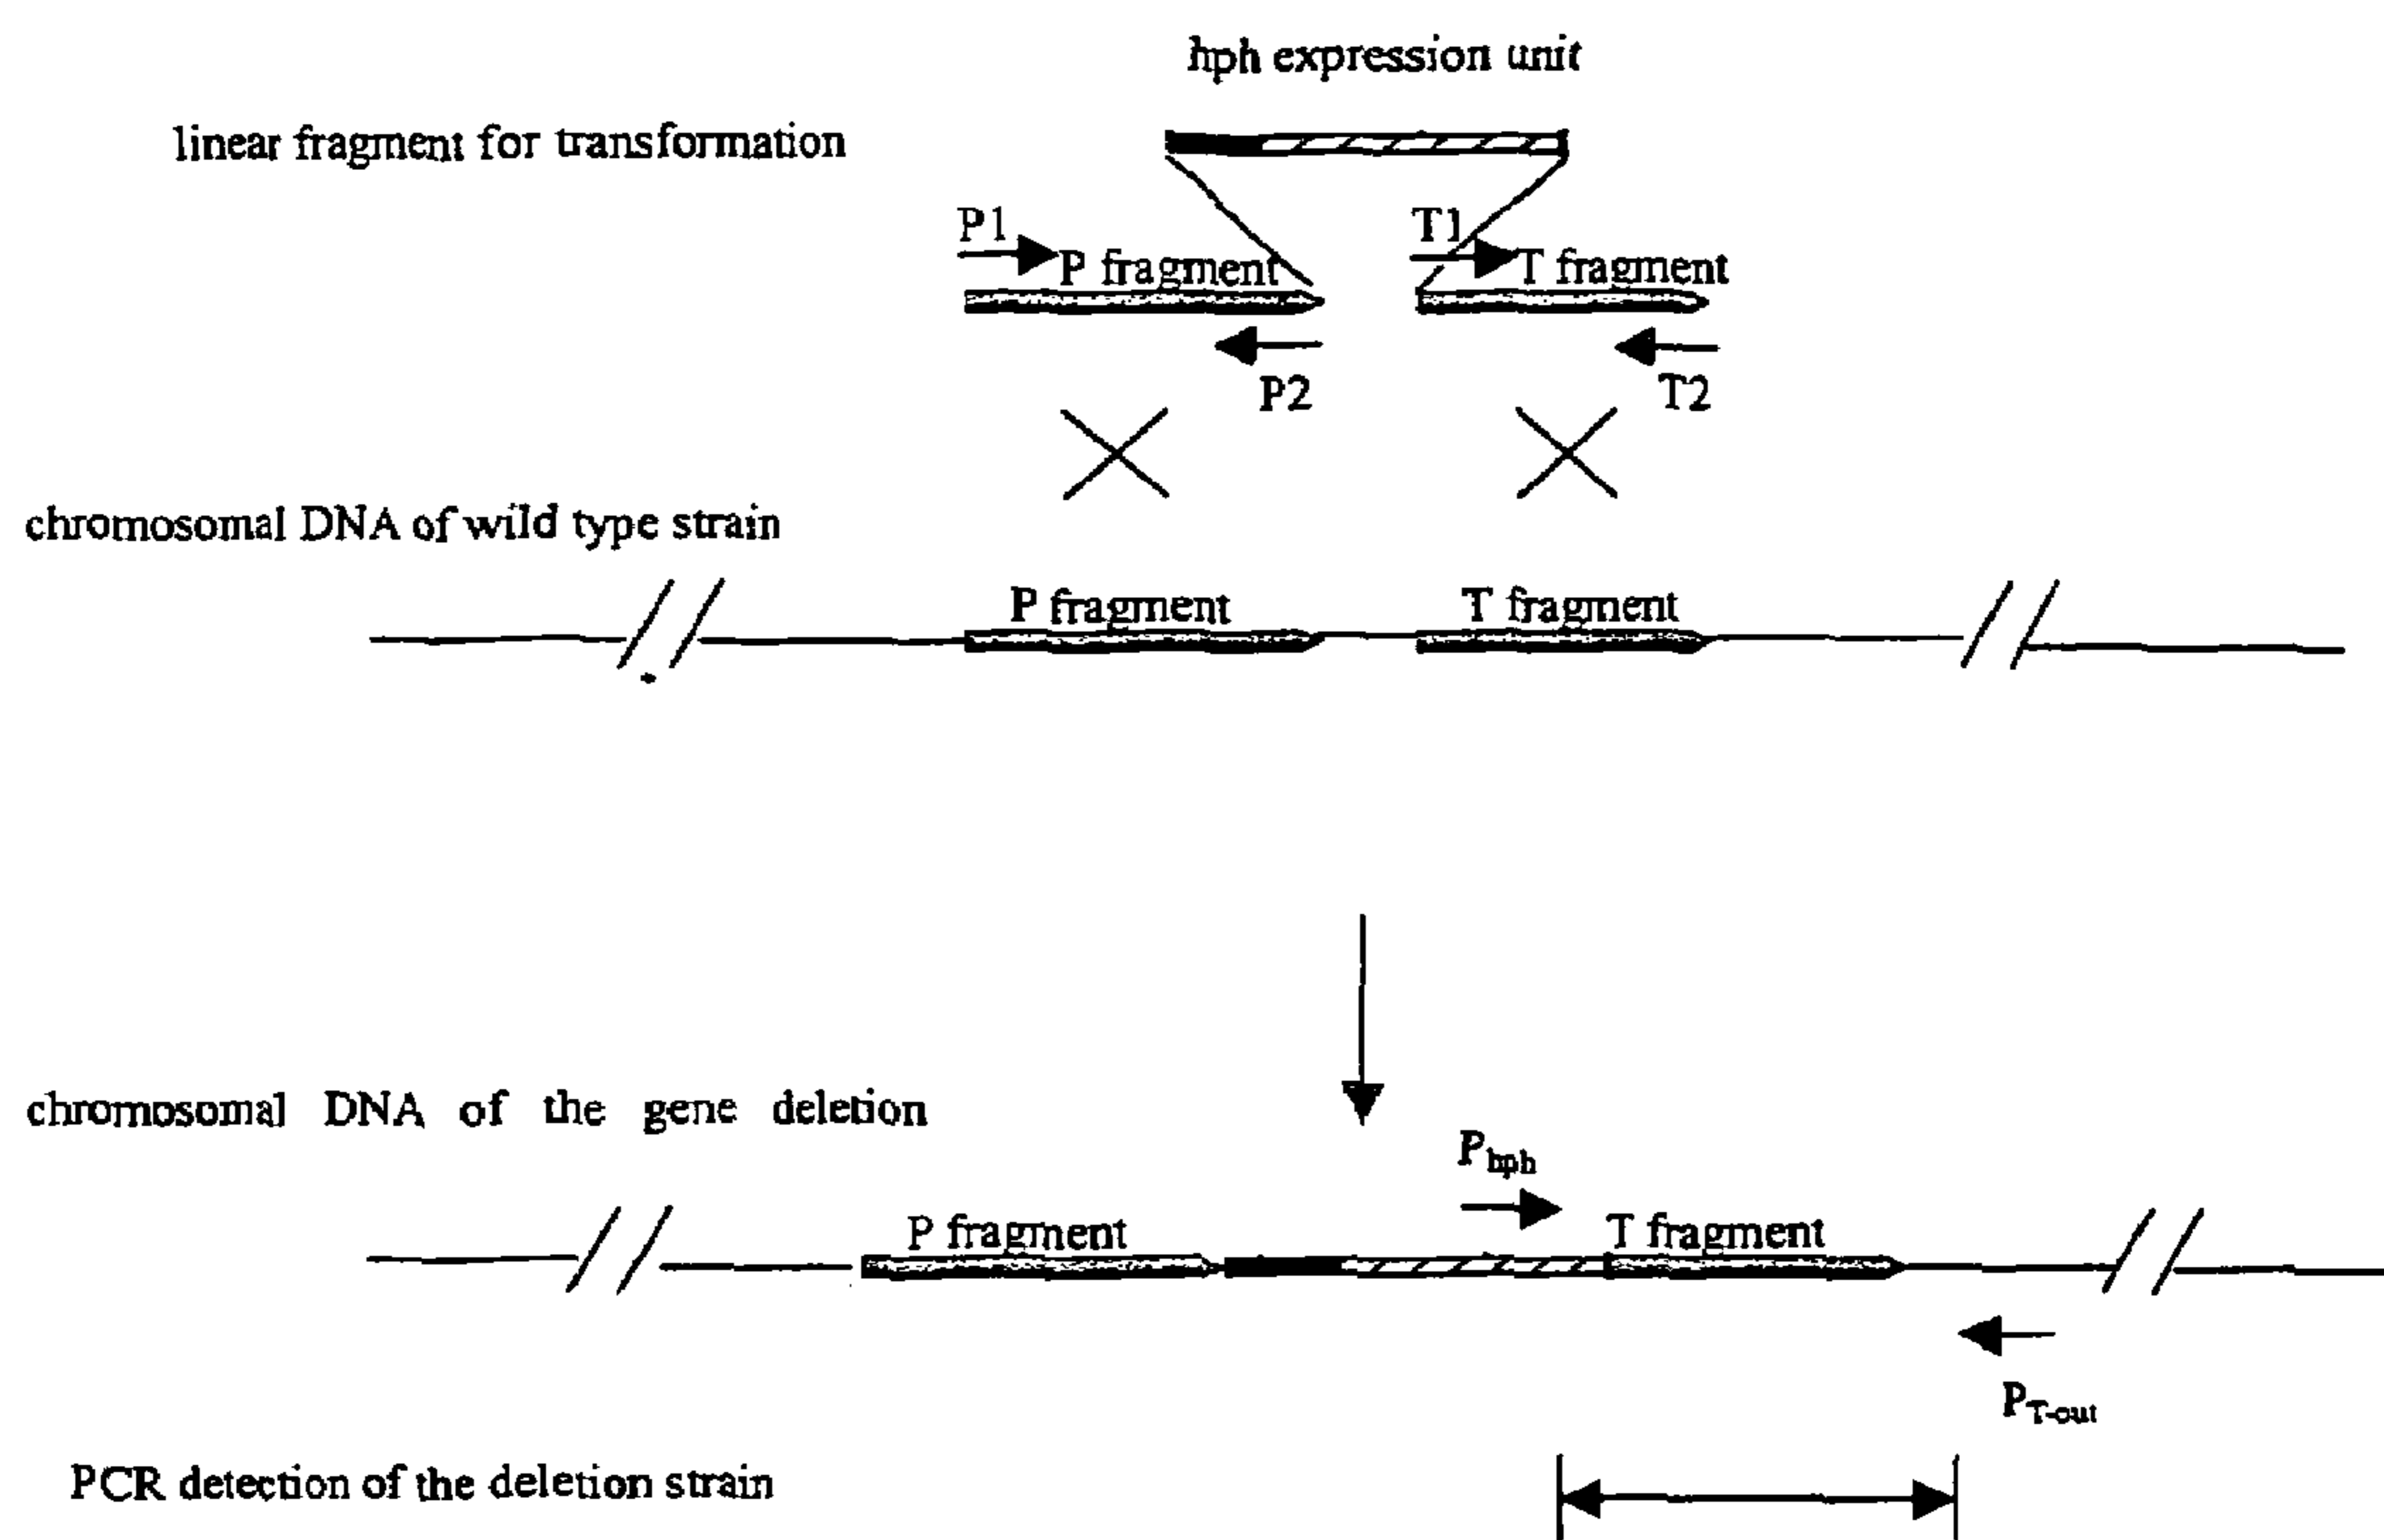 hph expression unit
linear fragment for transformation
P1
T1
P fragment
T fragment
P2
T2
chromosomal DNA of wild type strain
P fragment
T fragment
chromosomal DNA of the gene deletion
Phph
P fragment
T fragment
PT-out
PCR detection of the deletion strain